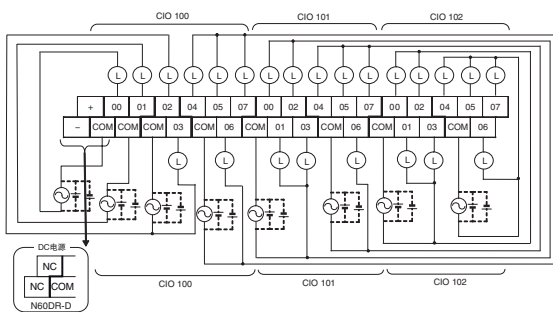 CIO 100 CIO 101 CIO 102
L L L L L L L L L L L L L L L L
+ 00 01 02 04 05 07 00 02 04 05 07 00 02 04 05 07
− COM COM COM 03 COM 06 COM 01 03 COM 06 COM 01 03 COM 06
L L L L L L L L
DC电源
NC
NC COM
N60DR-D
CIO 100 CIO 101 CIO 102